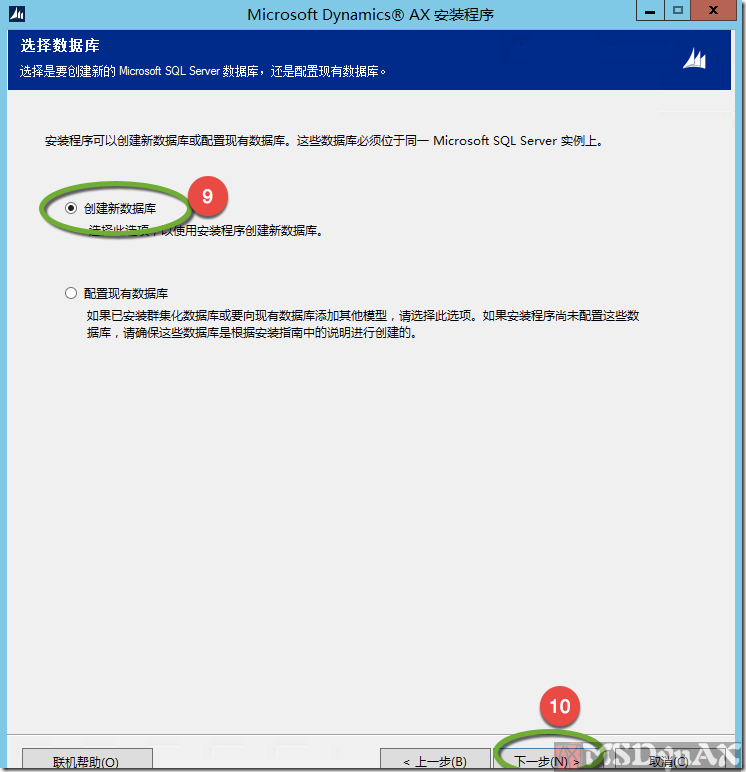 Microsoft Dynamics® AX 安装程序
选择数据库
选择是要创建新的 Microsoft SQL Server 数据库，还是配置现有数据库。
安装程序可以创建新数据库或配置现有数据库。这些数据库必须位于同一 Microsoft SQL Server 实例上。
创建新数据库
9
选择此选项可以使用安装程序创建新数据库。
配置现有数据库
如果已安装群集化数据库或要向现有数据库添加其他模型，请选择此选项。如果安装程序尚未配置这些数
据库，请确保这些数据库是根据安装指南中的说明进行创建的。
10
联机帮助(O)
< 上一步(B)
下一步(N) >
取消(C)
MSDynAX